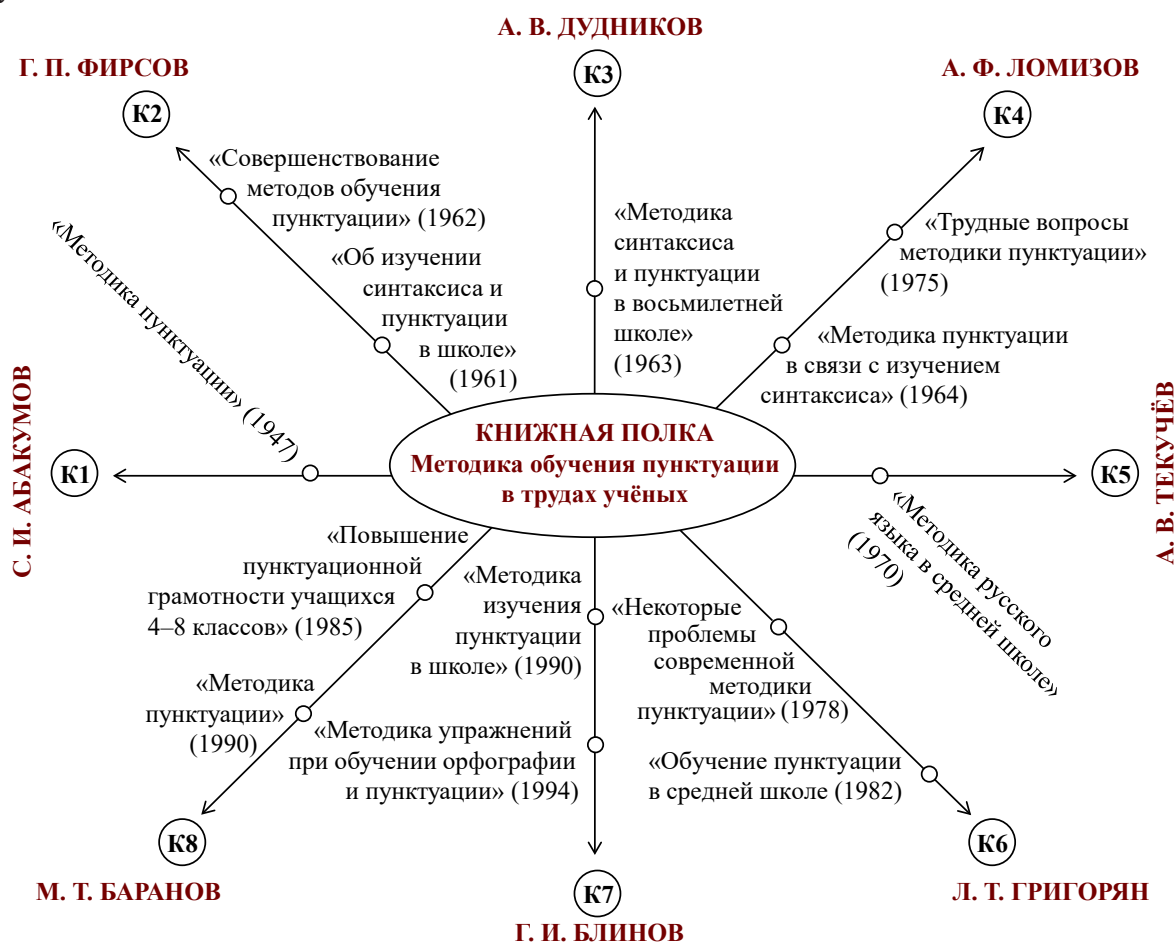 А. В. ДУДНИКОВ
К3
Г. П. ФИРСОВ
К2
«Совершенствование
методов обучения
пунктуации» (1962)
«Об изучении
синтаксиса и
пунктуации
в школе»
(1961)
«Методика
синтаксиса
и пунктуации
в восьмилетней
школе»
(1963)
А. Ф. ЛОМИЗОВ
К4
«Трудные вопросы
методики пунктуации»
(1975)
«Методика пунктуации
в связи с изучением
синтаксиса» (1964)
«Методика пунктуации» (1947)
С. И. АБАКУМОВ
К1
КНИЖНАЯ ПОЛКА
Методика обучения пунктуации
в трудах учёных
К5
А. В. ТЕКУЧЁВ
«Методика русского
языка в средней школе»
(1970)
«Повышение
пунктуационной
грамотности учащихся
4–8 классов» (1985)
«Методика
пунктуации»
(1990)
К8
М. Т. БАРАНОВ
«Методика
изучения
пунктуации
в школе» (1990)
«Методика упражнений
при обучении орфографии
и пунктуации» (1994)
К7
Г. И. БЛИНОВ
«Некоторые
проблемы
современной
методики
пунктуации» (1978)
«Обучение пунктуации
в средней школе (1982)
К6
Л. Т. ГРИГОРЯН